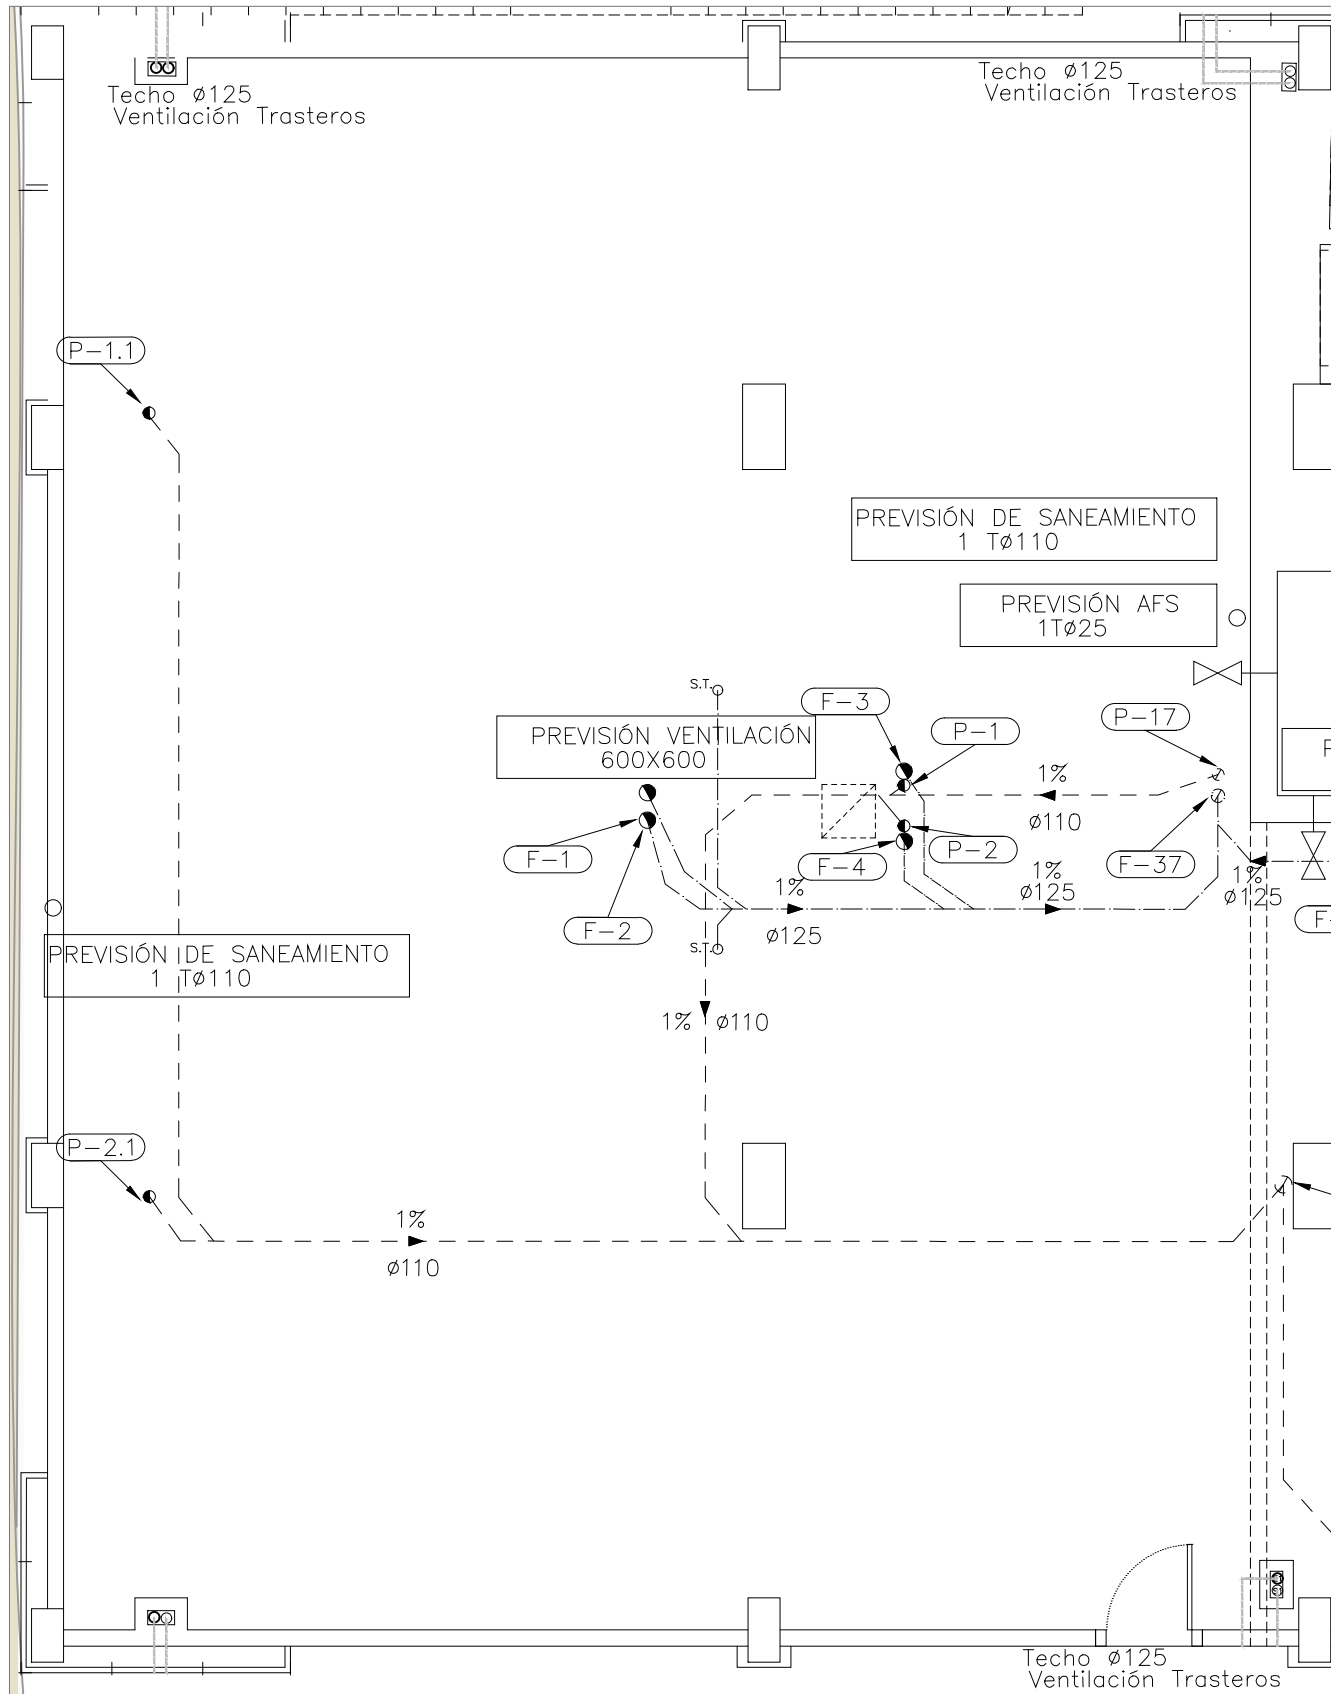 Techo ø125
Ventilación Trasteros
Techo ø125
Ventilación Trasteros
P-1.1
PREVISIÓN DE SANEAMIENTO
1 Tø110
PREVISIÓN AFS
1Tø25
S.T.
F-3
P-17
P-1
PREVISIÓN VENTILACIÓN
600X600
1%
ø110
F-1
F-4
P-2
F-37
1%
ø125
1%
ø125
1%
ø125
F-2
F-
S.T.
PREVISIÓN DE SANEAMIENTO
1 Tø110
1% ø110
P-2.1
1%
ø110
Techo ø125
Ventilación Trasteros